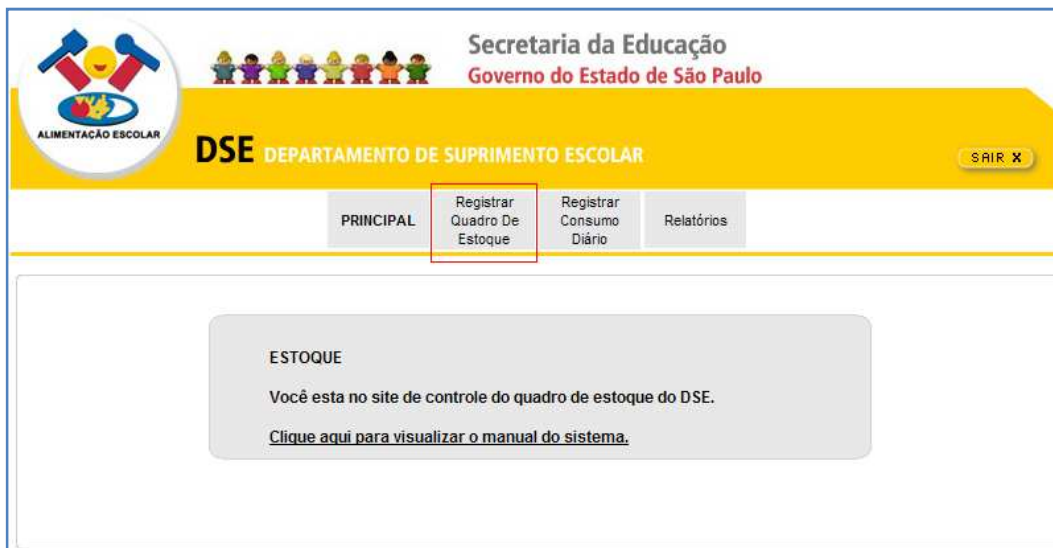 Secretaria da Educação
Governo do Estado de São Paulo
ALIMENTAÇÃO ESCOLAR
DSE DEPARTAMENTO DE SUPRIMENTO ESCOLAR
SAIR X
PRINCIPAL
Registrar
Quadro De
Estoque
Registrar
Consumo
Diário
Relatórios
ESTOQUE
Você esta no site de controle do quadro de estoque do DSE.
Clique aqui para visualizar o manual do sistema.